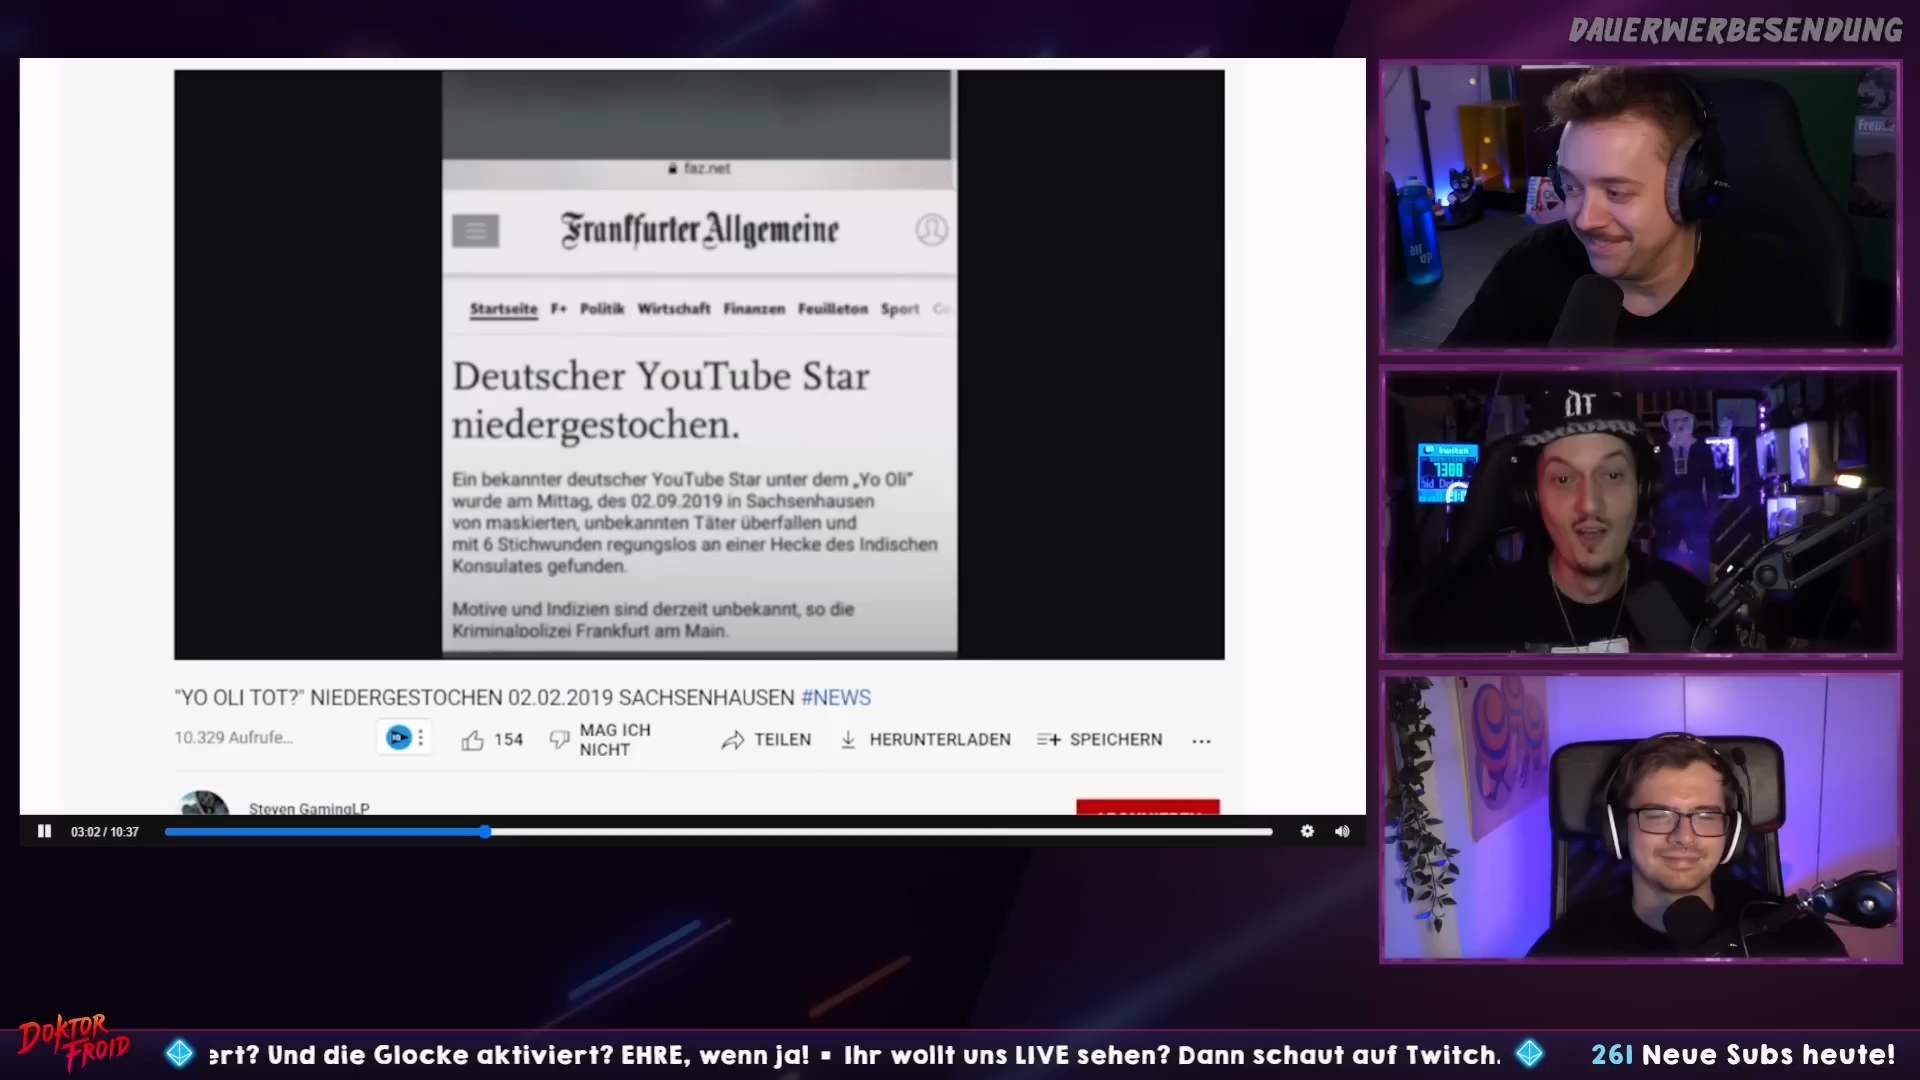 DAUERWERBESENDUNG
faz.net
Frankfurter Allgemeine
Startseite F+ Politik Wirtschaft Finanzen Feuilleton Sport
Deutscher YouTube Star
niedergestochen.
Ein bekannter deutscher YouTube Star unter dem „Yo Oli"
wurde am Mittag, des 02.09.2019 in Sachsenhausen
von maskierten, unbekannten Täter überfallen und
mit 6 Stichwunden regungslos an einer Hecke des Indischen
Konsulates gefunden.
Motive und Indizien sind derzeit unbekannt, so die
Kriminalpolizei Frankfurt am Main.
"YO OLI TOT?" NIEDERGESTOCHEN 02.02.2019 SACHSENHAUSEN #NEWS
10.329 Aufrufe...
154
MAG ICH
NICHT
TEILEN
HERUNTERLADEN
SPEICHERN
...
Steven GamingLP
03:02 / 10:37
air
up
7388
DOKTOR
FROID
ert? Und die Glocke aktiviert? EHRE, wenn ja! ▪ Ihr wollt uns LIVE sehen? Dann schaut auf Twitch.
261 Neue Subs heute!